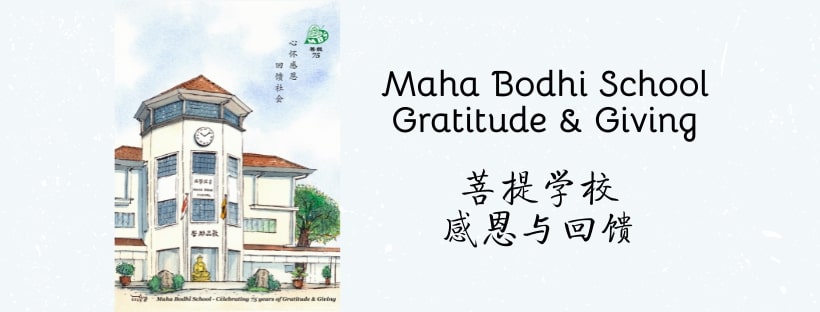 心怀感恩
回馈社会
菩提
75
Maha Bodhi School - Celebrating 75 years of Gratitude & Giving
Maha Bodhi School
Gratitude & Giving
菩提学校
感恩与回馈